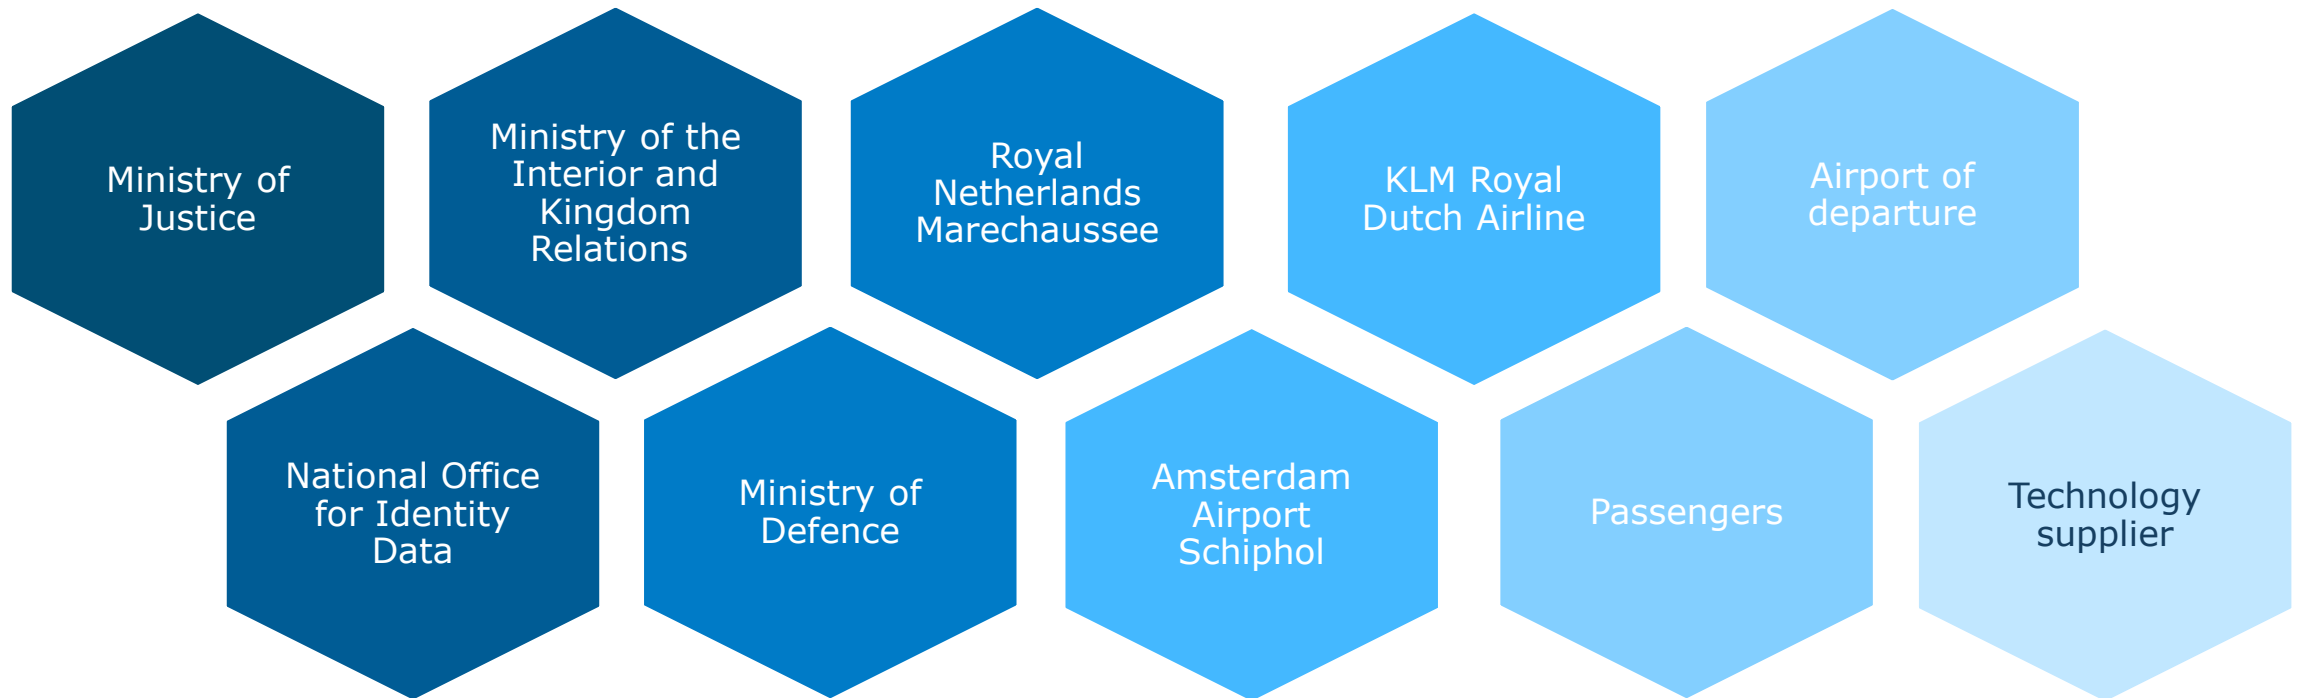 Ministry of
Justice
Ministry of the
Interior and
Kingdom
Relations
Royal
Netherlands
Marechaussee
KLM Royal
Dutch Airline
Airport of
departure
National Office
for Identity
Data
Ministry of
Defence
Amsterdam
Airport
Schiphol
Passengers
Technology
supplier